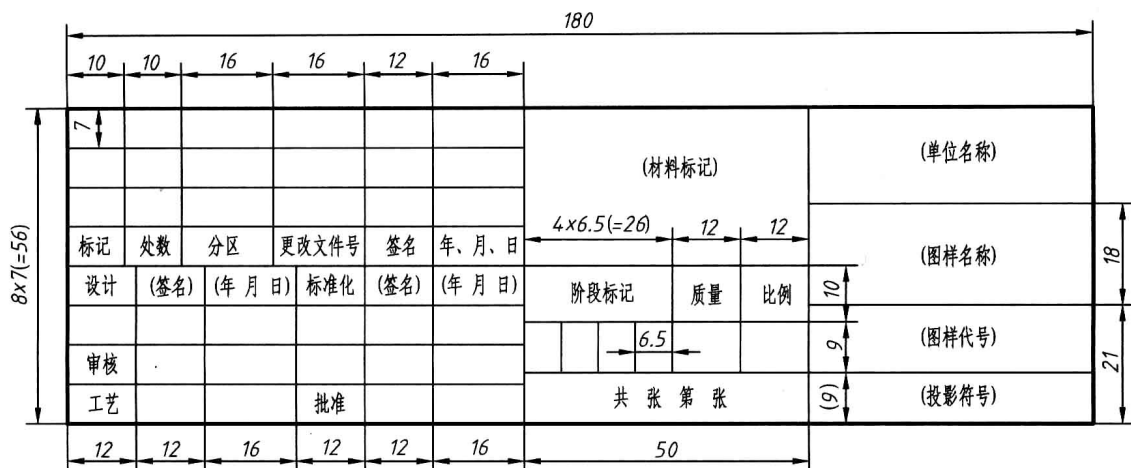 180
10 10 16 16 12 16
7
(单位名称)
(材料标记)
4×6.5(=26) 12 12
标记 处数 分区 更改文件号 签名 年、月、日
8×7(=56)
(图样名称)
18
设计 (签名) (年 月 日) 标准化 (签名) (年 月 日)
阶段标记 质量 比例
10
6.5
9
(图样代号)
21
审核
工艺 批准
共 张 第 张
(9)
(投影符号)
12 12 16 12 12 16 50